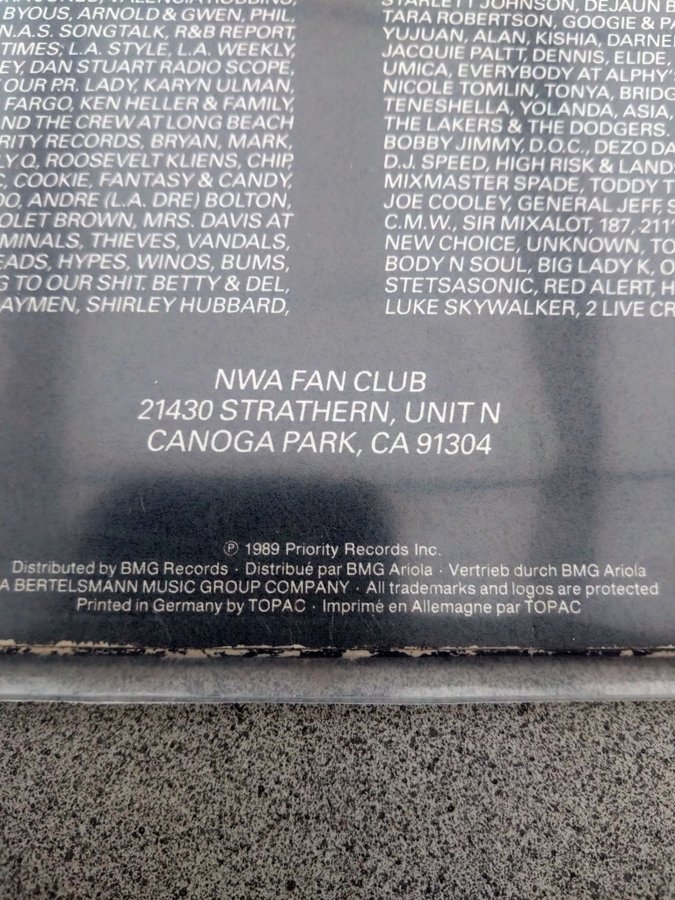 BYOUS, ARNOLD & GWEN, PHIL,
N.A.S. SONGTALK, R&B REPORT,
TIMES, L.A. STYLE, L.A. WEEKLY,
EY, DAN STUART RADIO SCOPE,
OUR PR. LADY, KARYN ULMAN,
FARGO, KEN HELLER & FAMILY,
ND THE CREW AT LONG BEACH
RITY RECORDS, BRYAN, MARK,
LY.O, ROOSEVELT KLIENS, CHIP,
C, COOKIE, FANTASY & CANDY,
DO, ANDRE (L.A. DRE) BOLTON,
OLET BROWN, MRS. DAVIS AT
MINALS, THIEVES, VANDALS,
EADS, HYPES, WINOS, BUMS,
G TO OUR SHIT. BETTY & DEL,
AYMEN, SHIRLEY HUBBARD,
STARLETT JOHNSON, DEJAUN B
TARA ROBERTSON, GOOGIE & PA
YUJUAN, ALAN, KISHIA, DARNE
JACQUIE PALTT, DENNIS, ELIDE,
UMICA, EVERYBODY AT ALPHY'
NICOLE TOMLIN, TONYA, BRIDG
TENESHELLA, YOLANDA, ASIA,
THE LAKERS & THE DODGERS.
BOBBY JIMMY, D.O.C., DEZO DA
D.J. SPEED, HIGH RISK & LANDS
MIXMASTER SPADE, TODDY T
JOE COOLEY, GENERAL JEFF, S
C.M.W., SIR MIXALOT, 187, 211'
NEW CHOICE, UNKNOWN, TO
BODY N SOUL, BIG LADY K, O
STETSASONIC, RED ALERT, H
LUKE SKYWALKER, 2 LIVE CR
NWA FAN CLUB
21430 STRATHERN, UNIT N
CANOGA PARK, CA 91304
℗ 1989 Priority Records Inc.
Distributed by BMG Records · Distribué par BMG Ariola · Vertrieb durch BMG Ariola
A BERTELSMANN MUSIC GROUP COMPANY · All trademarks and logos are protected
Printed in Germany by TOPAC · Imprimé en Allemagne par TOPAC